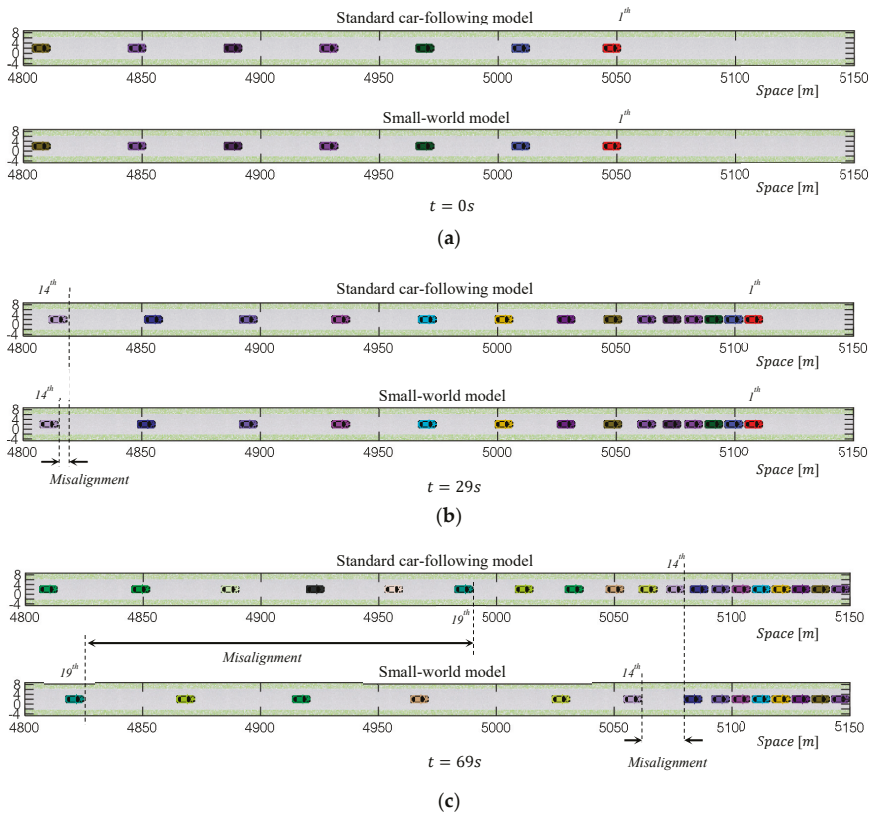 Standard car-following model
1th
8
4
0
-4
4800 4850 4900 4950 5000 5050 5100 5150
Space [m]
Small-world model
1th
8
4
0
-4
4800 4850 4900 4950 5000 5050 5100 5150
Space [m]
t = 0s
(a)
14th
Standard car-following model
1th
8
4
0
-4
4800 4850 4900 4950 5000 5050 5100 5150
Space [m]
14th
Small-world model
1th
8
4
0
-4
4800 4850 4900 4950 5000 5050 5100 5150
Misalignment
Space [m]
t = 29s
(b)
Standard car-following model
14th
8
4
0
-4
4800 4850 4900 4950 5000 5050 5100 5150
19th
Space [m]
Misalignment
19th
Small-world model
14th
8
4
0
-4
4800 4850 4900 4950 5000 5050 5100 5150
Space [m]
t = 69s
Misalignment
(c)